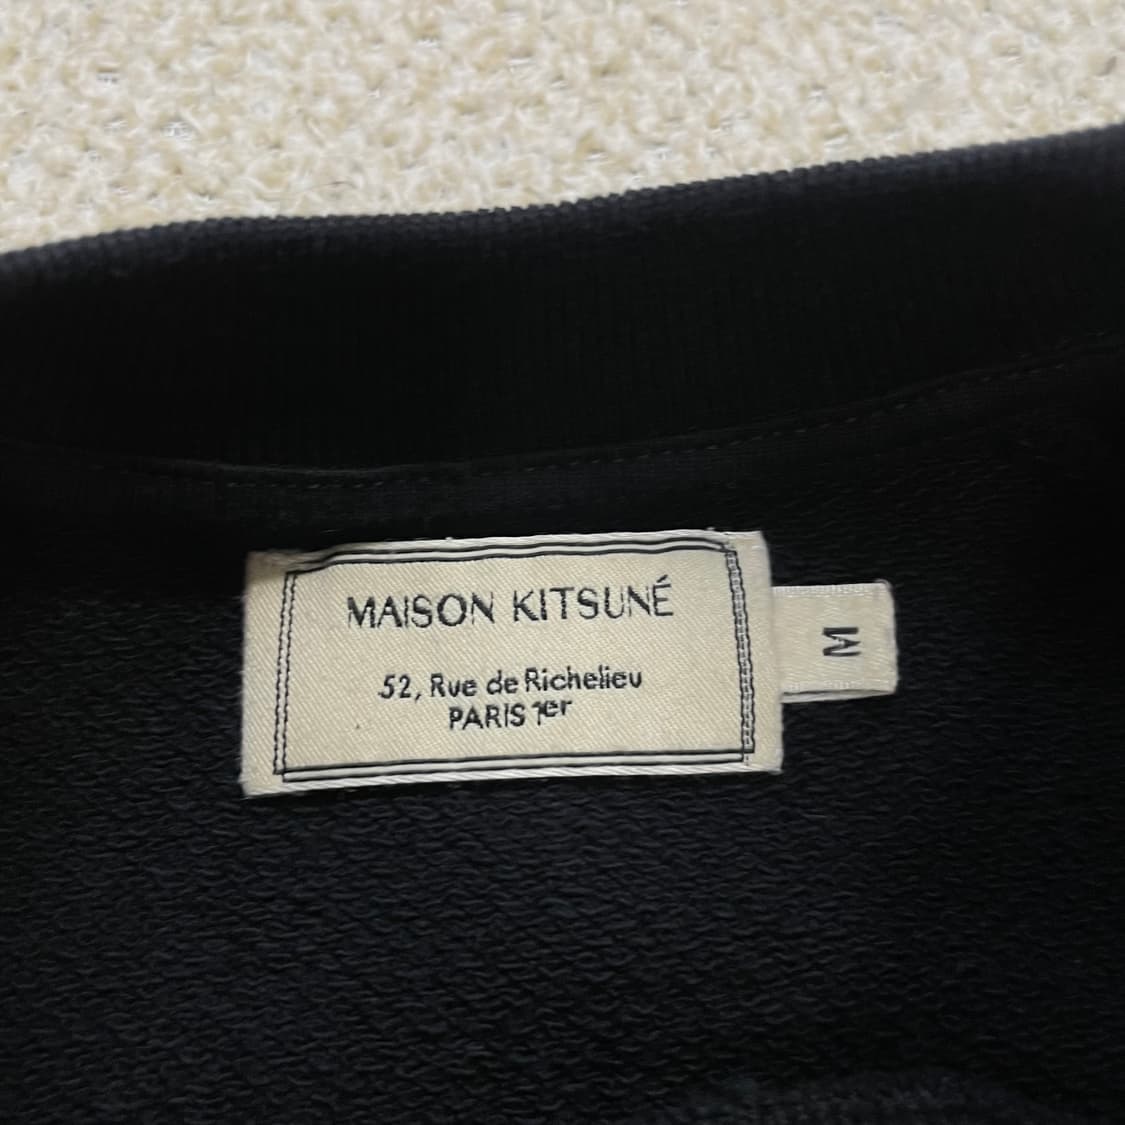 MAISON KITSUNÉ
52, Rue de Richelieu
PARIS 1er
M